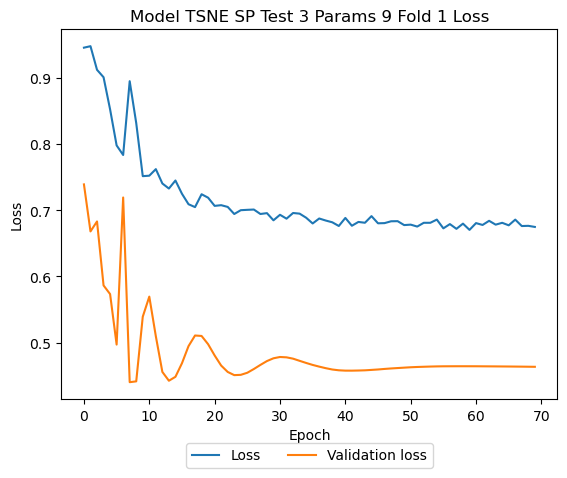 Model TSNE SP Test 3 Params 9 Fold 1 Loss
0.9
0.8
0.7
0.6
0.5
Loss
0 10 20 30 40 50 60 70
Epoch
Loss Validation loss